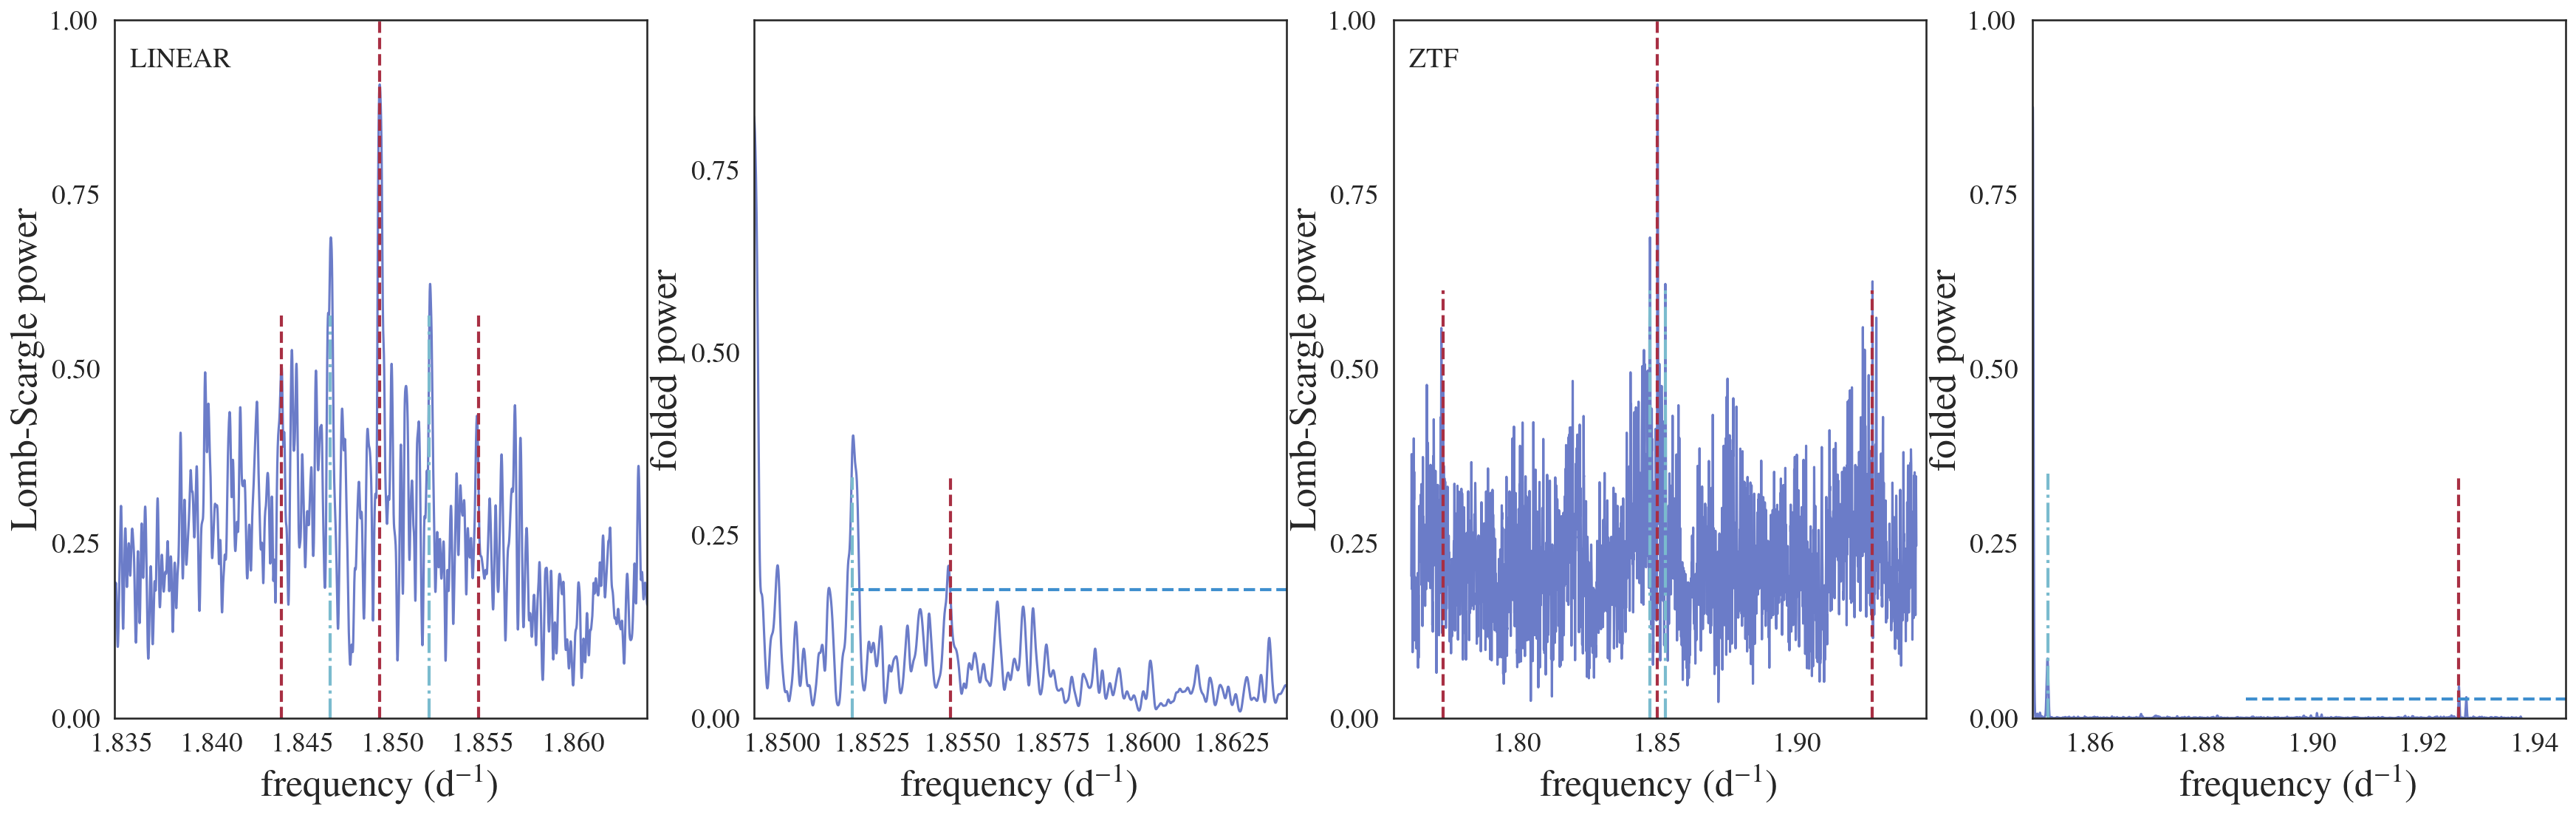 LINEAR
Lomb-Scargle power
1.00
0.75
0.50
0.25
0.00
1.835 1.840 1.845 1.850 1.855 1.860
frequency (d⁻¹)
folded power
0.75
0.50
0.25
0.00
1.8500 1.8525 1.8550 1.8575 1.8600 1.8625
frequency (d⁻¹)
ZTF
Lomb-Scargle power
1.00
0.75
0.50
0.25
0.00
1.80 1.85 1.90
frequency (d⁻¹)
folded power
1.00
0.75
0.50
0.25
0.00
1.86 1.88 1.90 1.92 1.94
frequency (d⁻¹)